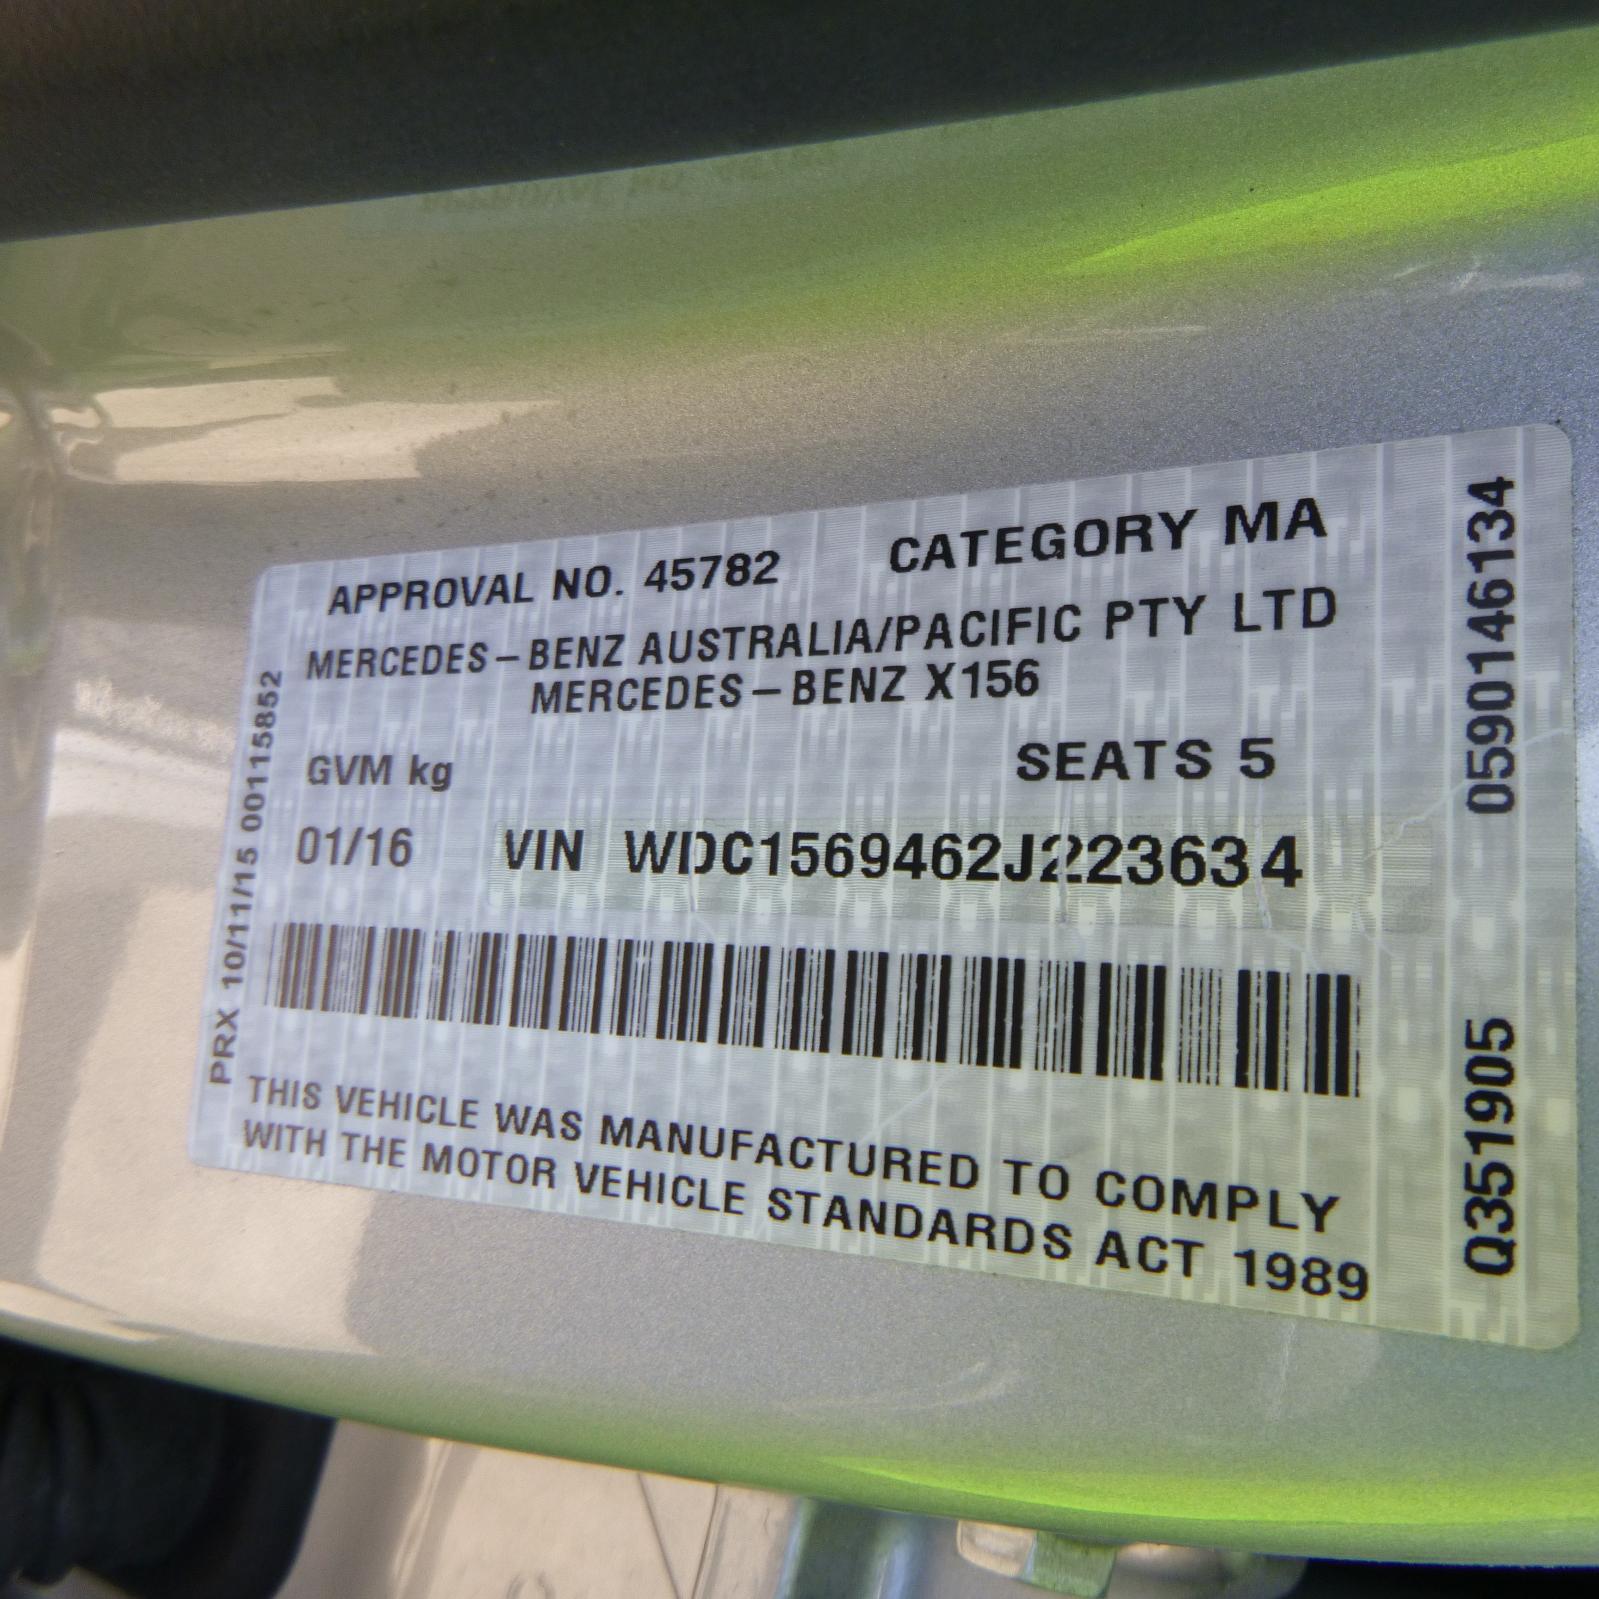 APPROVAL NO. 45782 CATEGORY MA
MERCEDES-BENZ AUSTRALIA/PACIFIC PTY LTD
MERCEDES-BENZ X156
GVM kg SEATS 5
01/16 VIN WDC1569462J223634
THIS VEHICLE WAS MANUFACTURED TO COMPLY
WITH THE MOTOR VEHICLE STANDARDS ACT 1989
PRX 10/11/15 00115852
Q351905 0590146134